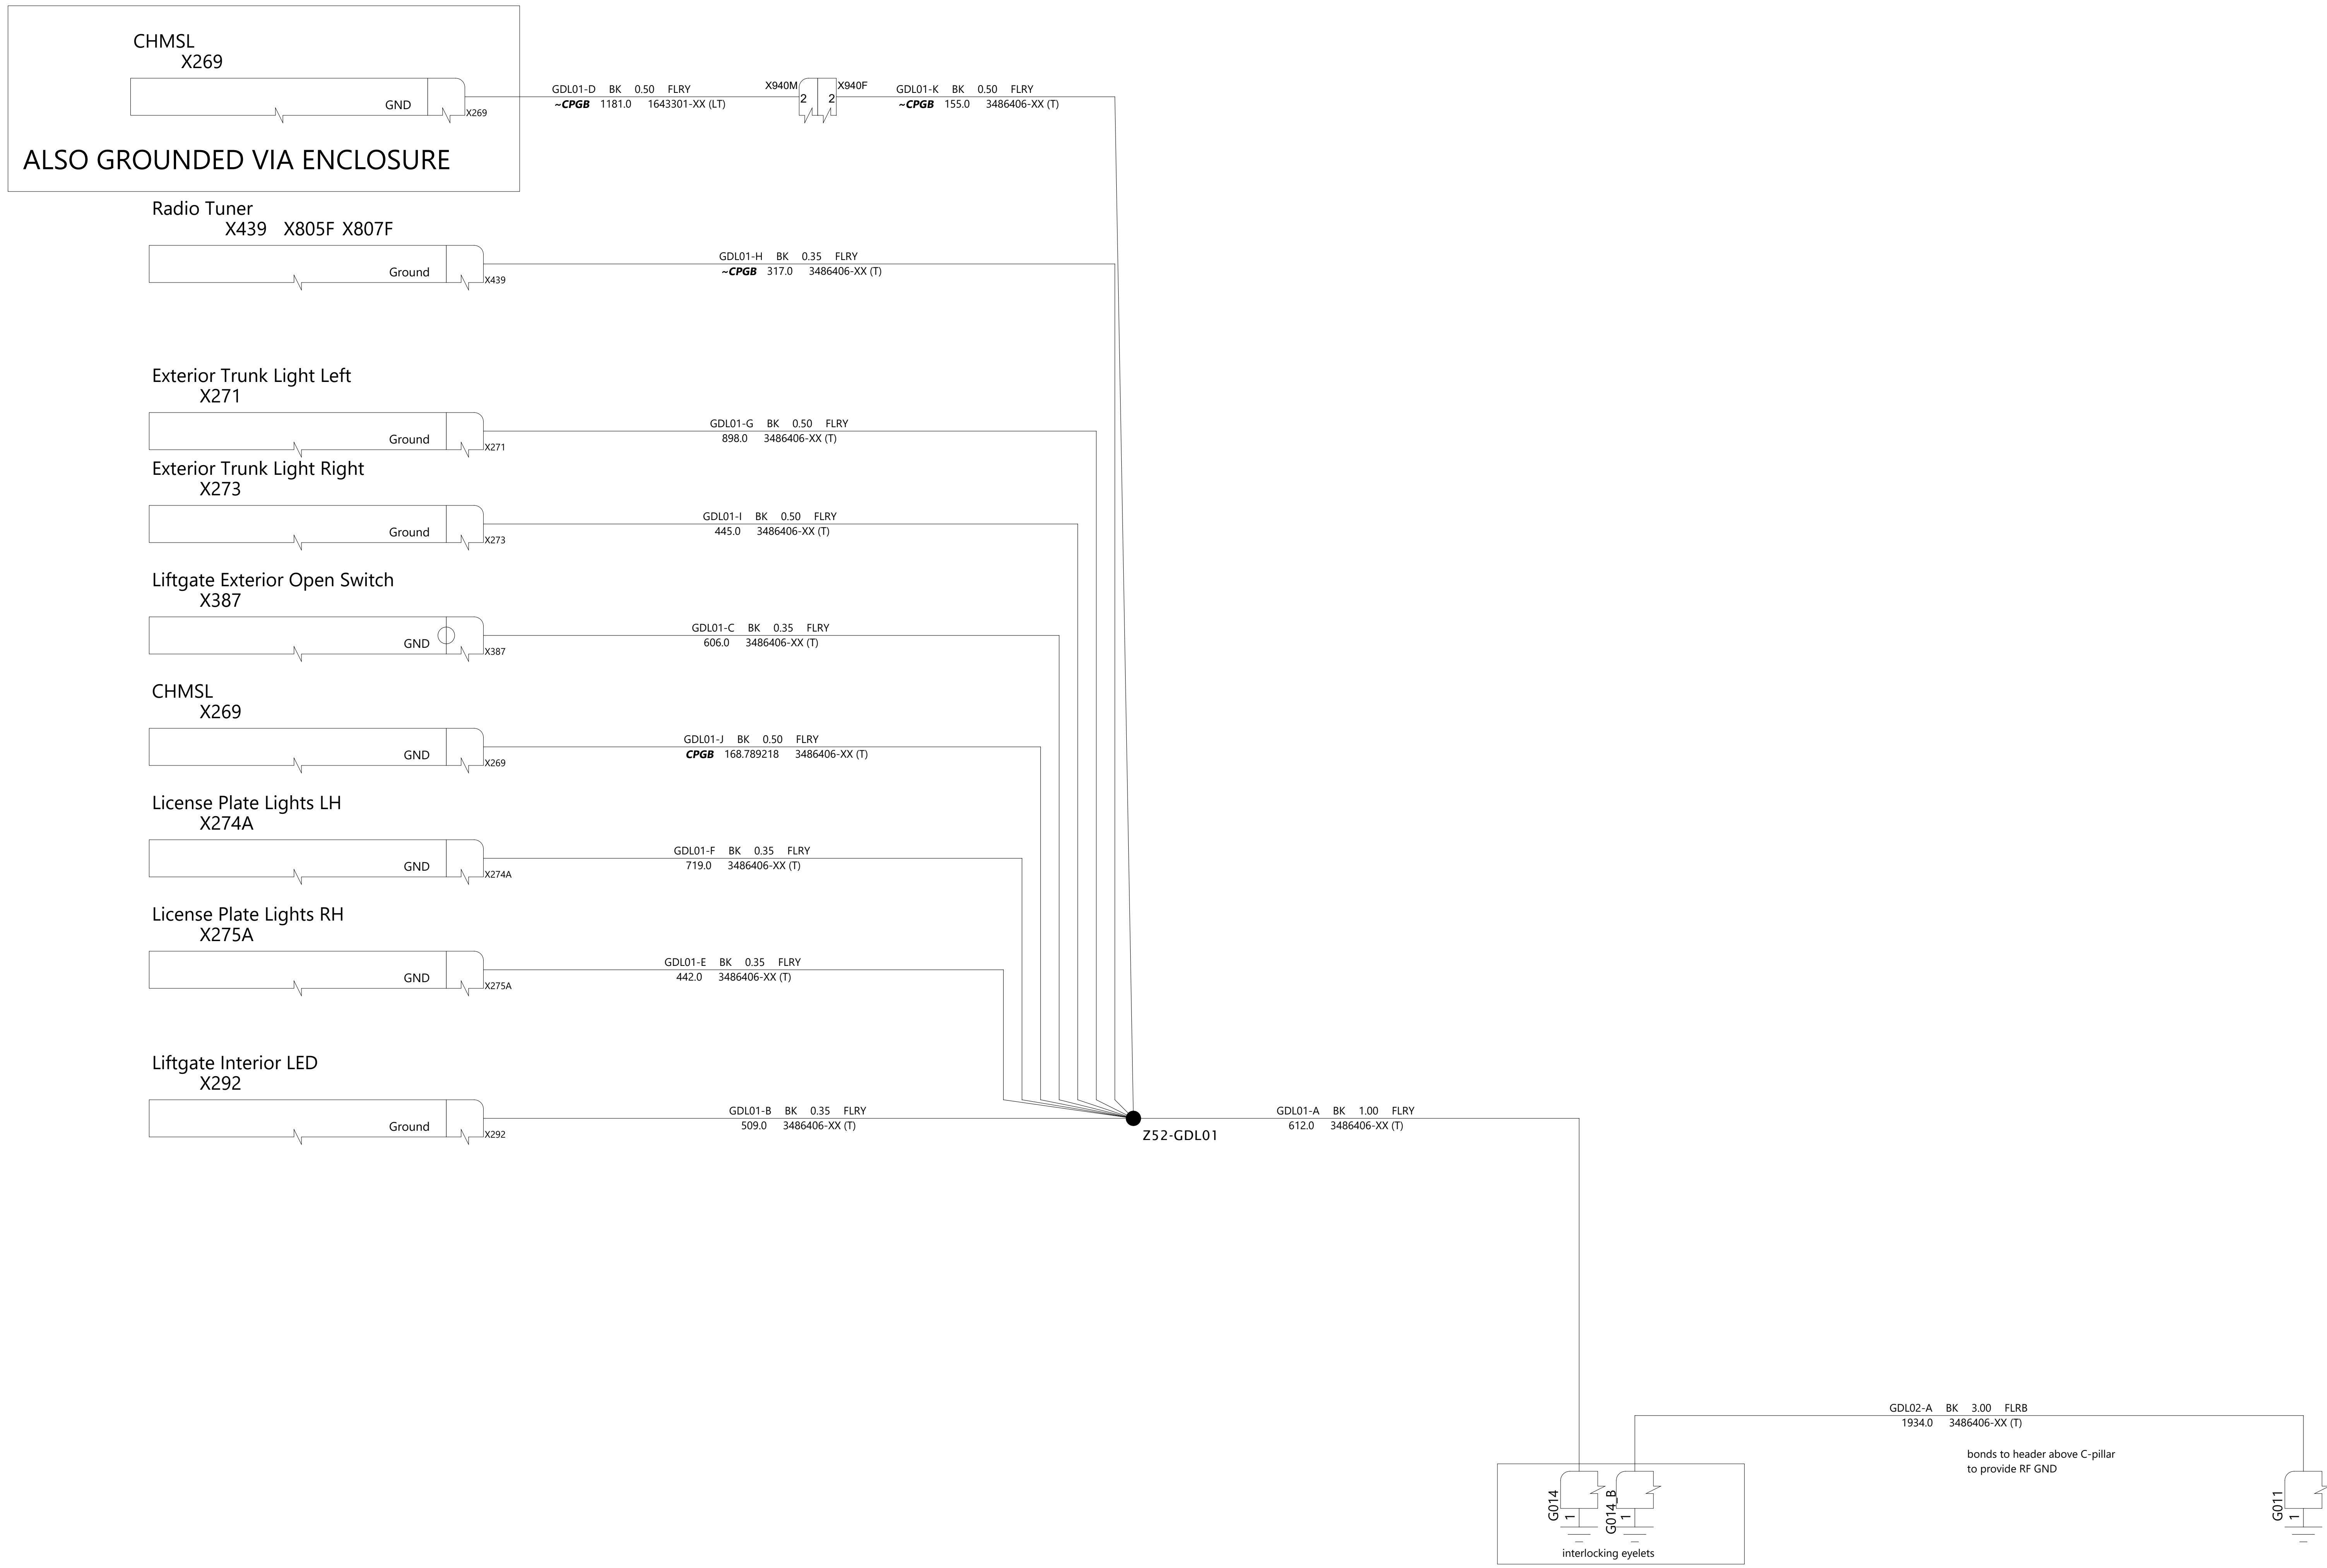 CHMSL
X269
GND
X269
ALSO GROUNDED VIA ENCLOSURE
GDL01-D BK 0.50 FLRY
~CPGB 1181.0 1643301-XX (LT)
X940M X940F
2 2
GDL01-K BK 0.50 FLRY
~CPGB 155.0 3486406-XX (T)
Radio Tuner
X439 X805F X807F
Ground
X439
GDL01-H BK 0.35 FLRY
~CPGB 317.0 3486406-XX (T)
Exterior Trunk Light Left
X271
Ground
X271
GDL01-G BK 0.50 FLRY
898.0 3486406-XX (T)
Exterior Trunk Light Right
X273
Ground
X273
GDL01-I BK 0.50 FLRY
445.0 3486406-XX (T)
Liftgate Exterior Open Switch
X387
GND
X387
GDL01-C BK 0.35 FLRY
606.0 3486406-XX (T)
CHMSL
X269
GND
X269
GDL01-J BK 0.50 FLRY
CPGB 168.789218 3486406-XX (T)
License Plate Lights LH
X274A
GND
X274A
GDL01-F BK 0.35 FLRY
719.0 3486406-XX (T)
License Plate Lights RH
X275A
GND
X275A
GDL01-E BK 0.35 FLRY
442.0 3486406-XX (T)
Liftgate Interior LED
X292
Ground
X292
GDL01-B BK 0.35 FLRY
509.0 3486406-XX (T)
Z52-GDL01
GDL01-A BK 1.00 FLRY
612.0 3486406-XX (T)
GDL02-A BK 3.00 FLRB
1934.0 3486406-XX (T)
bonds to header above C-pillar
to provide RF GND
G014
1
G014_B
1
interlocking eyelets
G011
1